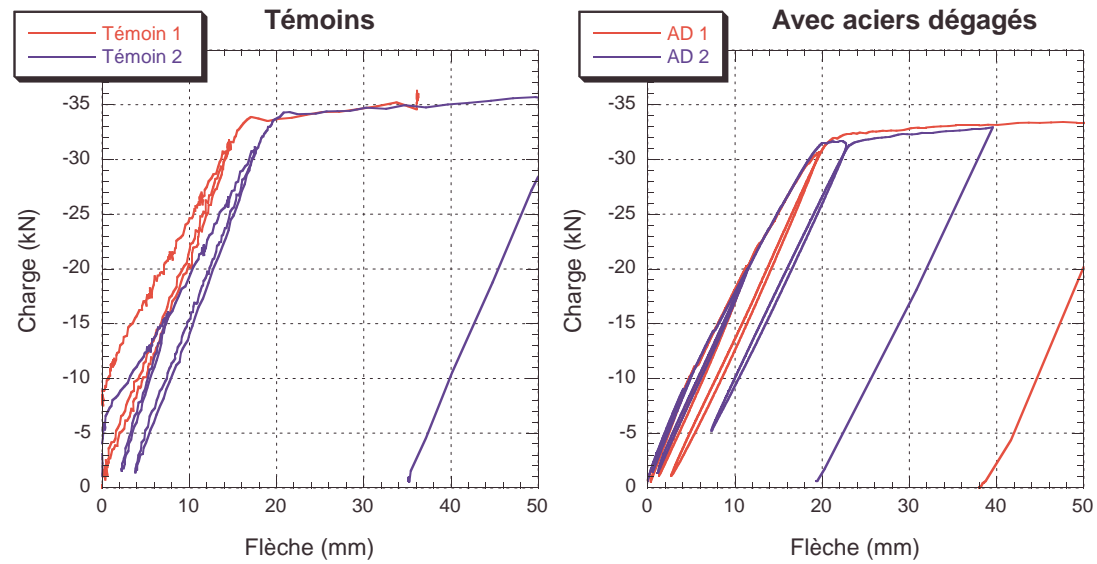 Témoins
Témoin 1
Témoin 2
Charge (kN)
-35
-30
-25
-20
-15
-10
-5
0
0 10 20 30 40 50
Flèche (mm)
Avec aciers dégagés
AD 1
AD 2
Charge (kN)
-35
-30
-25
-20
-15
-10
-5
0
0 10 20 30 40 50
Flèche (mm)